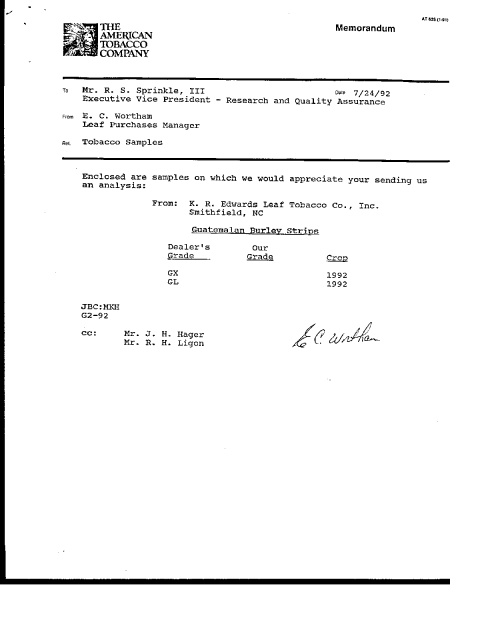 AT 825 (1-91)
THE
AMERICAN
TOBACCO
COMPANY
Memorandum
To Mr. R. S. Sprinkle, III Date 7/24/92
Executive Vice President - Research and Quality Assurance
From E. C. Wortham
Leaf Purchases Manager
Re: Tobacco Samples
Enclosed are samples on which we would appreciate your sending us
an analysis:
From: K. R. Edwards Leaf Tobacco Co., Inc.
Smithfield, NC
Guatemalan Burley Strips
Dealer's Our
Grade Grade Crop
GX 1992
GL 1992
JBC:MKH
G2-92
cc: Mr. J. H. Hager
Mr. R. H. Ligon
E C. Wortham